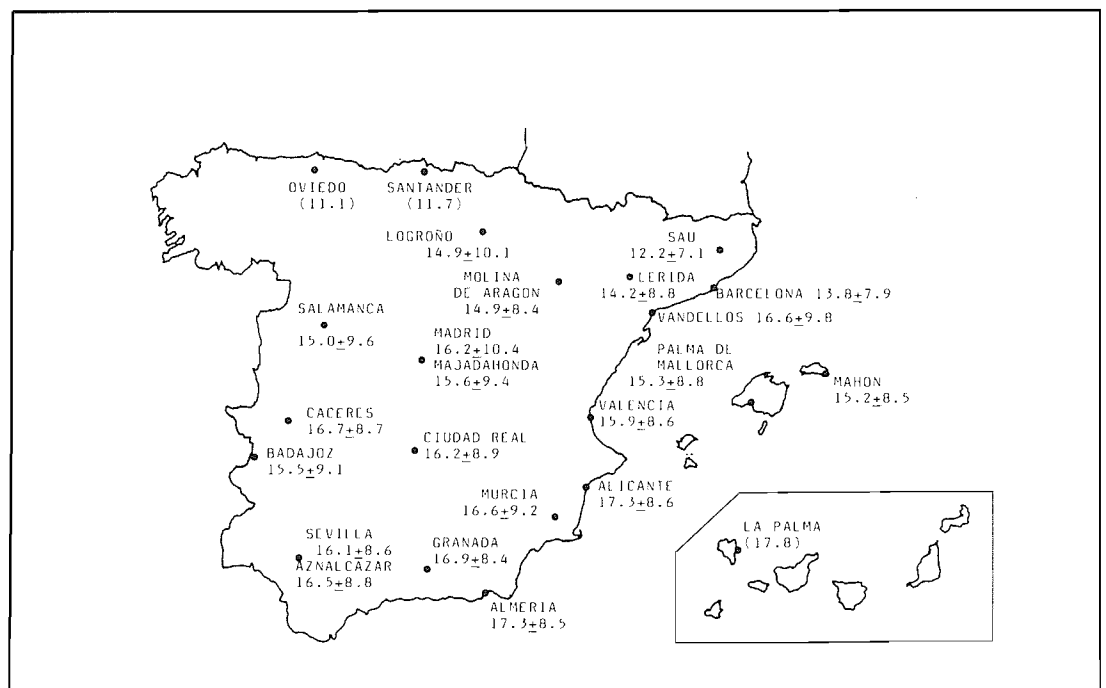 OVIEDO
(11.1)
SANTANDER
(11.7)
LOGROÑO
14.9±10.1
SAU
12.2±7.1
MOLINA
DE ARAGON
14.9±8.4
LERIDA
14.2±8.8
BARCELONA 13.8±7.9
VANDELLOS 16.6±9.8
SALAMANCA
15.0±9.6
MADRID
16.2±10.4
MAJADAHONDA
15.6±9.4
PALMA DE
MALLORCA
15.3±8.8
MAHON
15.2±8.5
CACERES
16.7±8.7
VALENCIA
15.9±8.6
BADAJOZ
15.5±9.1
CIUDAD REAL
16.2±8.9
MURCIA
16.6±9.2
ALICANTE
17.3±8.6
SEVILLA
16.1±8.6
AZNALCAZAR
16.5±8.8
GRANADA
16.9±8.4
ALMERIA
17.3±8.5
LA PALMA
(17.8)